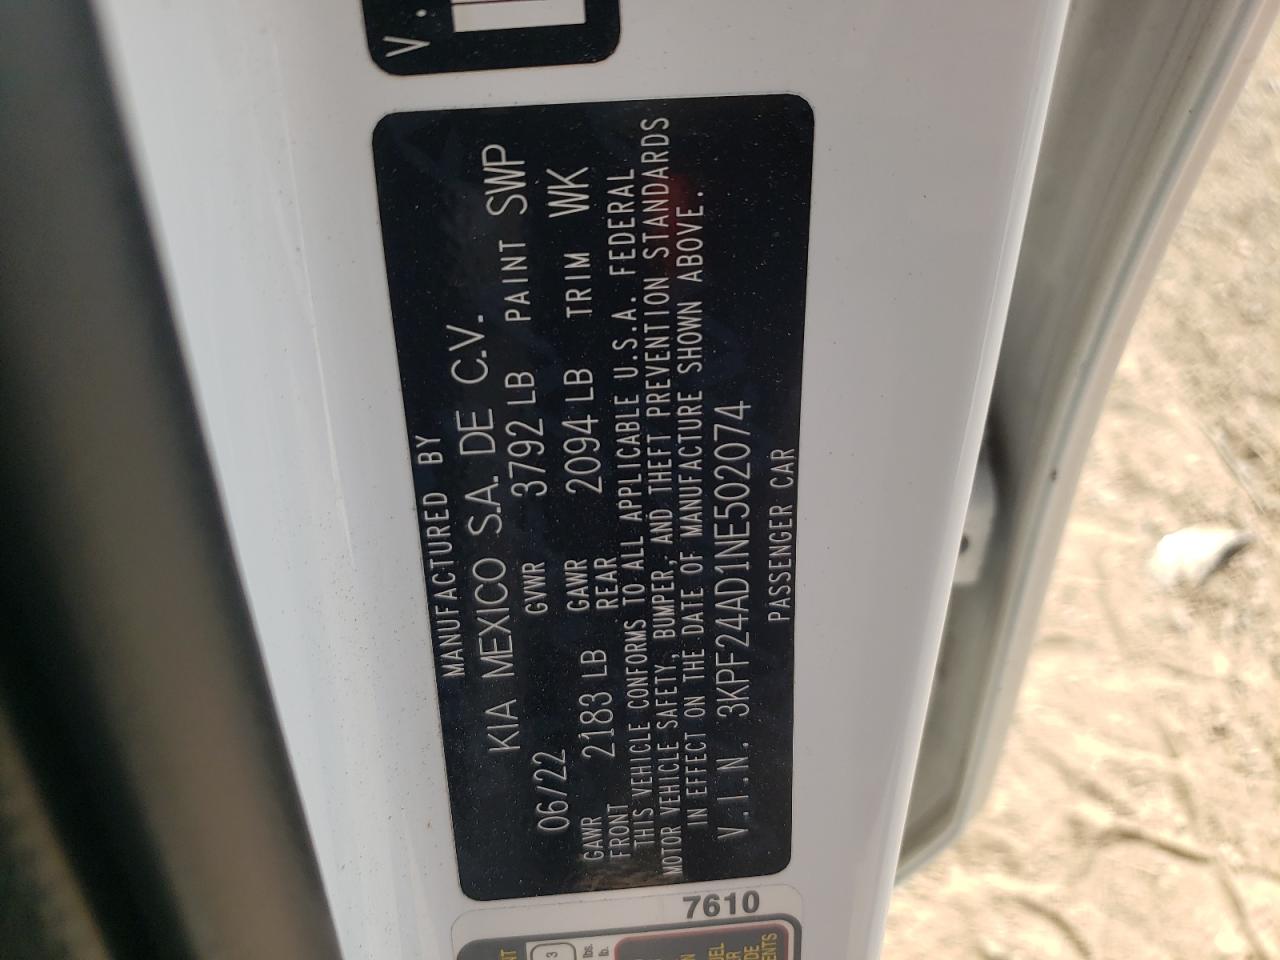 V.
MANUFACTURED BY
KIA MEXICO S.A. DE C.V.
06/22 GVWR 3792 LB PAINT SWP
GAWR FRONT 2183 LB GAWR REAR 2094 LB TRIM WK
THIS VEHICLE CONFORMS TO ALL APPLICABLE U.S.A. FEDERAL
MOTOR VEHICLE SAFETY, BUMPER, AND THEFT PREVENTION STANDARDS
IN EFFECT ON THE DATE OF MANUFACTURE SHOWN ABOVE.
V.I.N. 3KPF24AD1NE502074
PASSENGER CAR
7610
3
lbs.